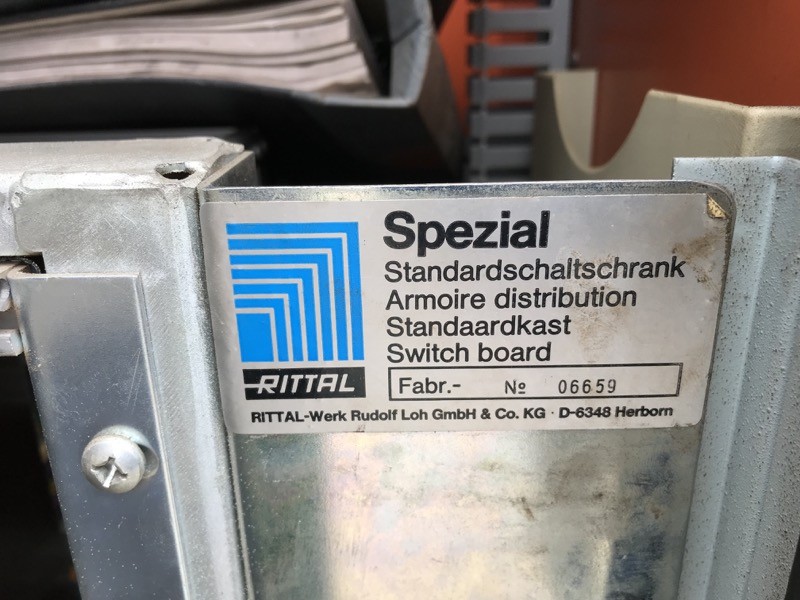 Spezial
Standardschaltschrank
Armoire distribution
Standaardkast
Switch board
RITTAL
Fabr.- № 06659
RITTAL-Werk Rudolf Loh GmbH & Co. KG · D-6348 Herborn